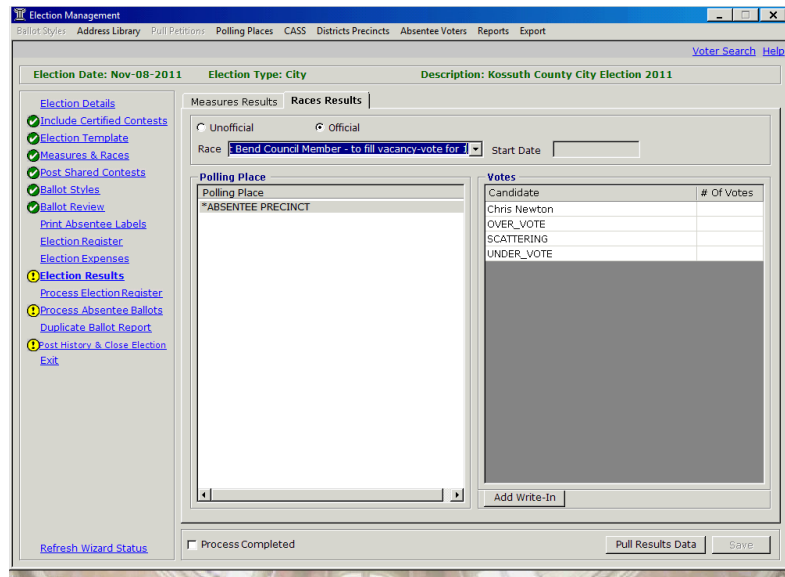 Election Management
Ballot Styles Address Library Pull Petitions Polling Places CASS Districts Precincts Absentee Voters Reports Export
Voter Search Help
Election Date: Nov-08-2011 Election Type: City Description: Kossuth County City Election 2011
Election Details
Include Certified Contests
Election Template
Measures & Races
Post Shared Contests
Ballot Styles
Ballot Review
Print Absentee Labels
Election Register
Election Expenses
Election Results
Process Election Register
Process Absentee Ballots
Duplicate Ballot Report
Post History & Close Election
Exit
Refresh Wizard Status
Measures Results Races Results
Unofficial Official
Race t Bend Council Member - to fill vacancy-vote for 1 Start Date
Polling Place
Polling Place
*ABSENTEE PRECINCT
Votes
Candidate # Of Votes
Chris Newton
OVER_VOTE
SCATTERING
UNDER_VOTE
Add Write-In
Process Completed Pull Results Data Save